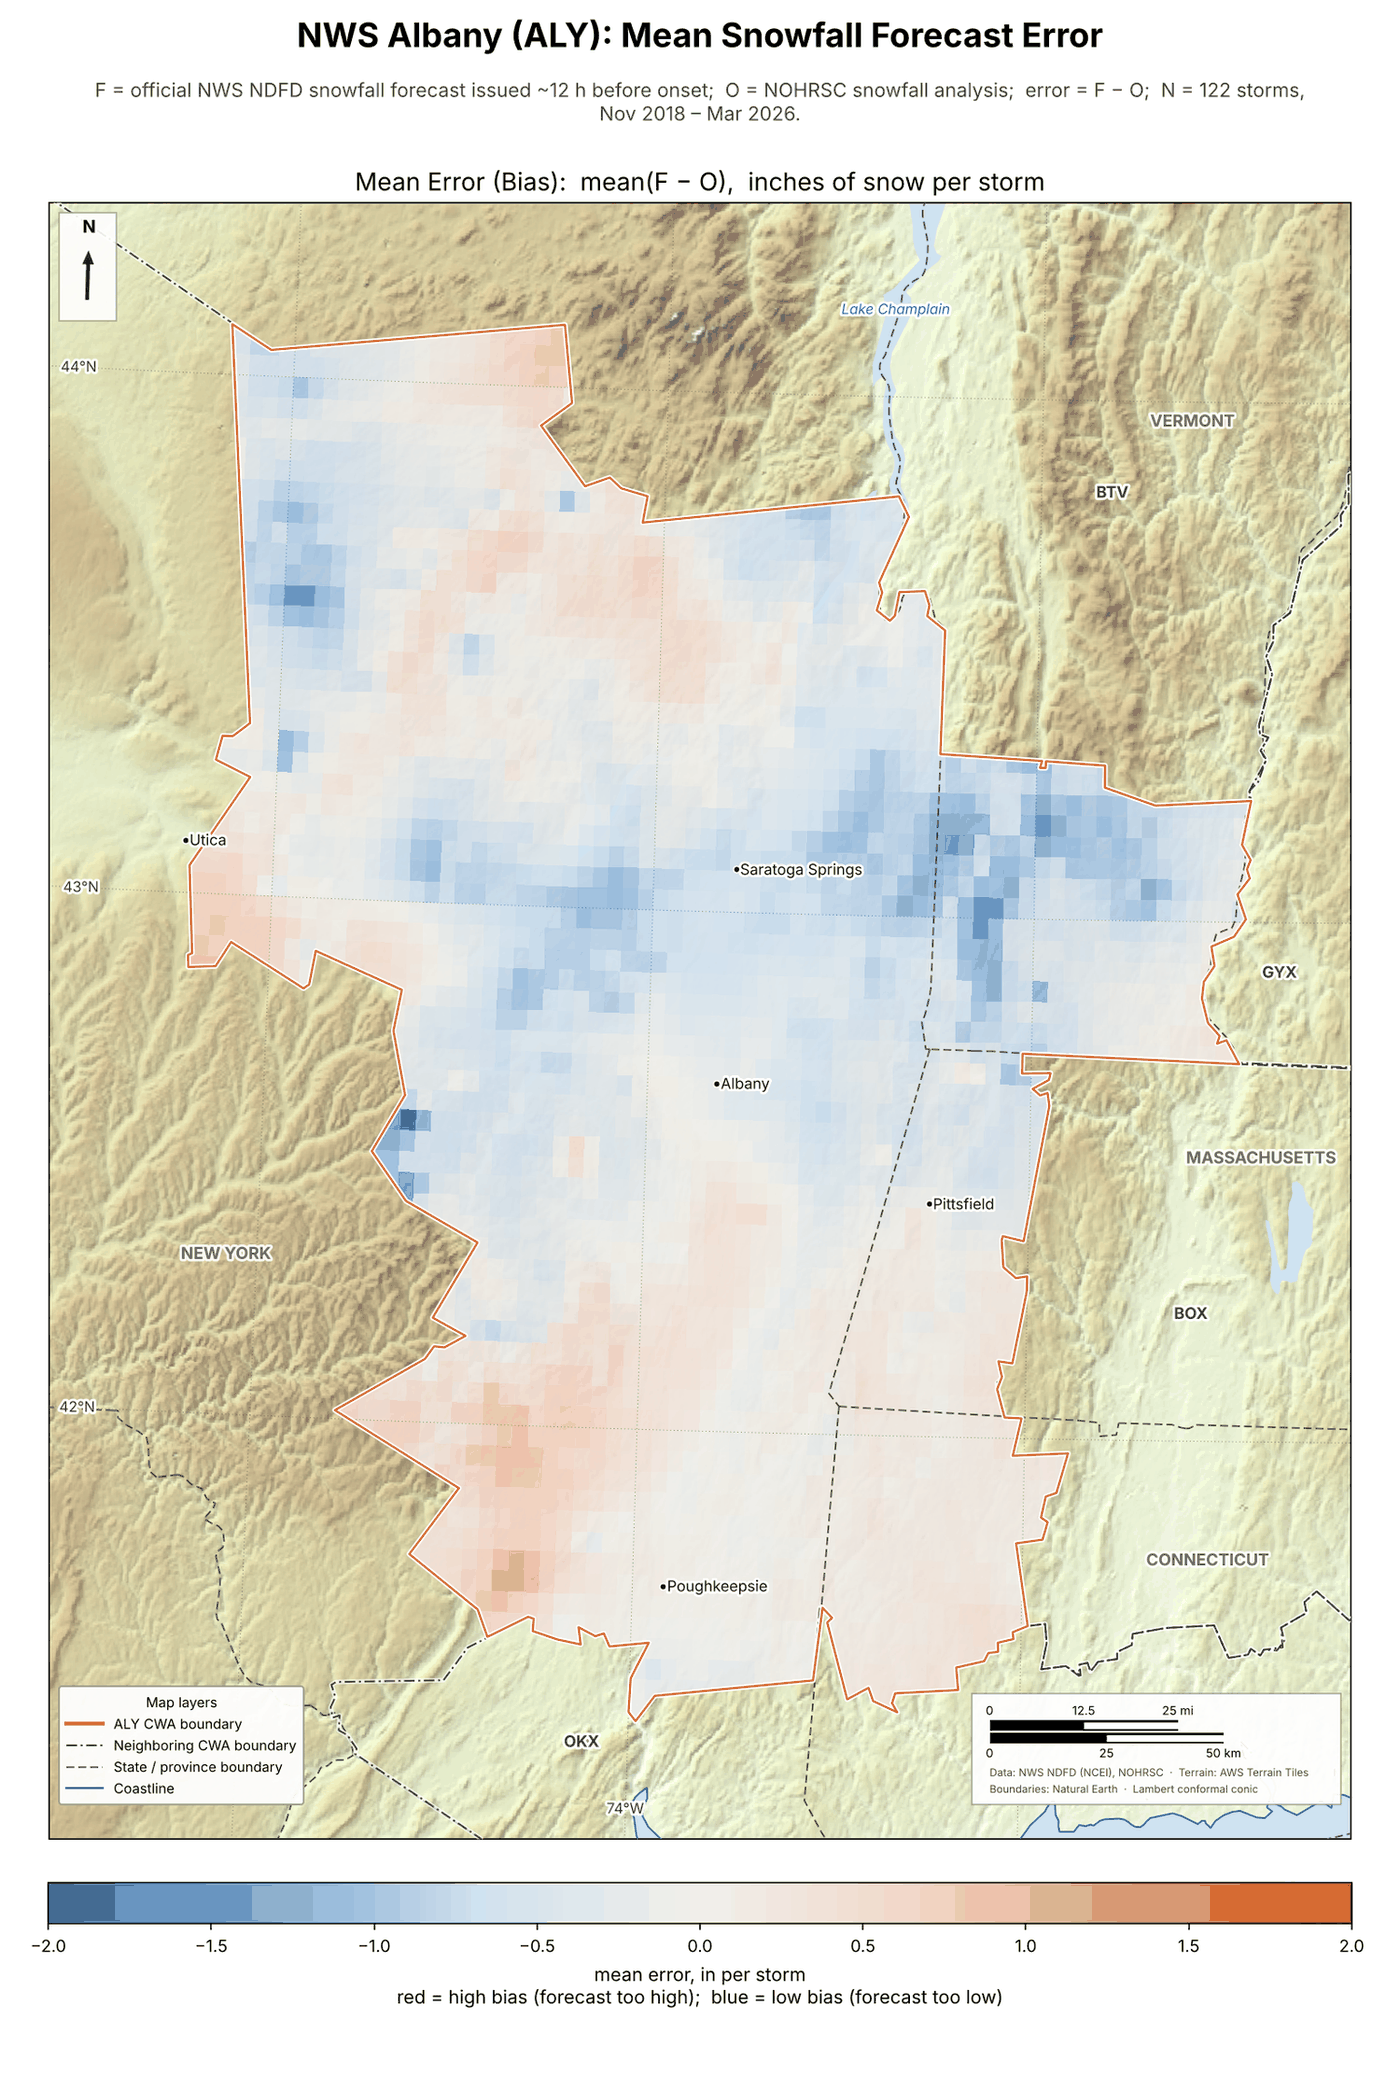 NWS Albany (ALY): Mean Snowfall Forecast Error
F = official NWS NDFD snowfall forecast issued ~12 h before onset;  O = NOHRSC snowfall analysis;  error = F − O;  N = 122 storms,
Nov 2018 – Mar 2026.
Mean Error (Bias):  mean(F − O),  inches of snow per storm
N
Lake Champlain
44°N
VERMONT
BTV
Utica
Saratoga Springs
43°N
GYX
Albany
MASSACHUSETTS
Pittsfield
NEW YORK
BOX
42°N
CONNECTICUT
Poughkeepsie
OKX
74°W
Map layers
ALY CWA boundary
Neighboring CWA boundary
State / province boundary
Coastline
0 12.5 25 mi
0 25 50 km
Data: NWS NDFD (NCEI), NOHRSC · Terrain: AWS Terrain Tiles
Boundaries: Natural Earth · Lambert conformal conic
−2.0 −1.5 −1.0 −0.5 0.0 0.5 1.0 1.5 2.0
mean error, in per storm
red = high bias (forecast too high);  blue = low bias (forecast too low)